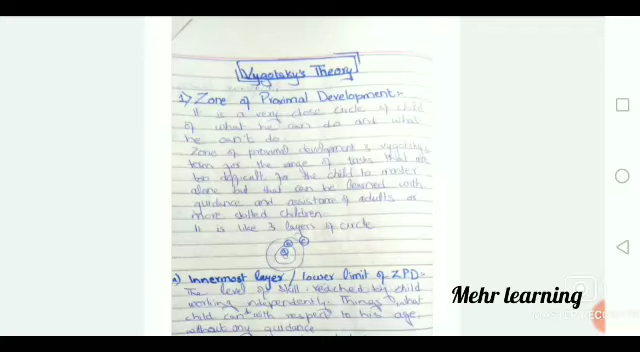 Vygotsky's Theory
1) Zone of Proximal Development :-
It is a very close circle of child
of what he can do and what
he can't do.
Zone of proximal development is vygotsky's
term for the range of tasks that are
too difficult for the child to master
alone but that can be learned with
guidance and assistance of adults or
more skilled children.
It is like 3 layers of circle
a) Innermost layer / lower limit of ZPD :-
The level of skill reached by child
working independently. Things what
child can with respect to his age
without any guidance
Mehr learning